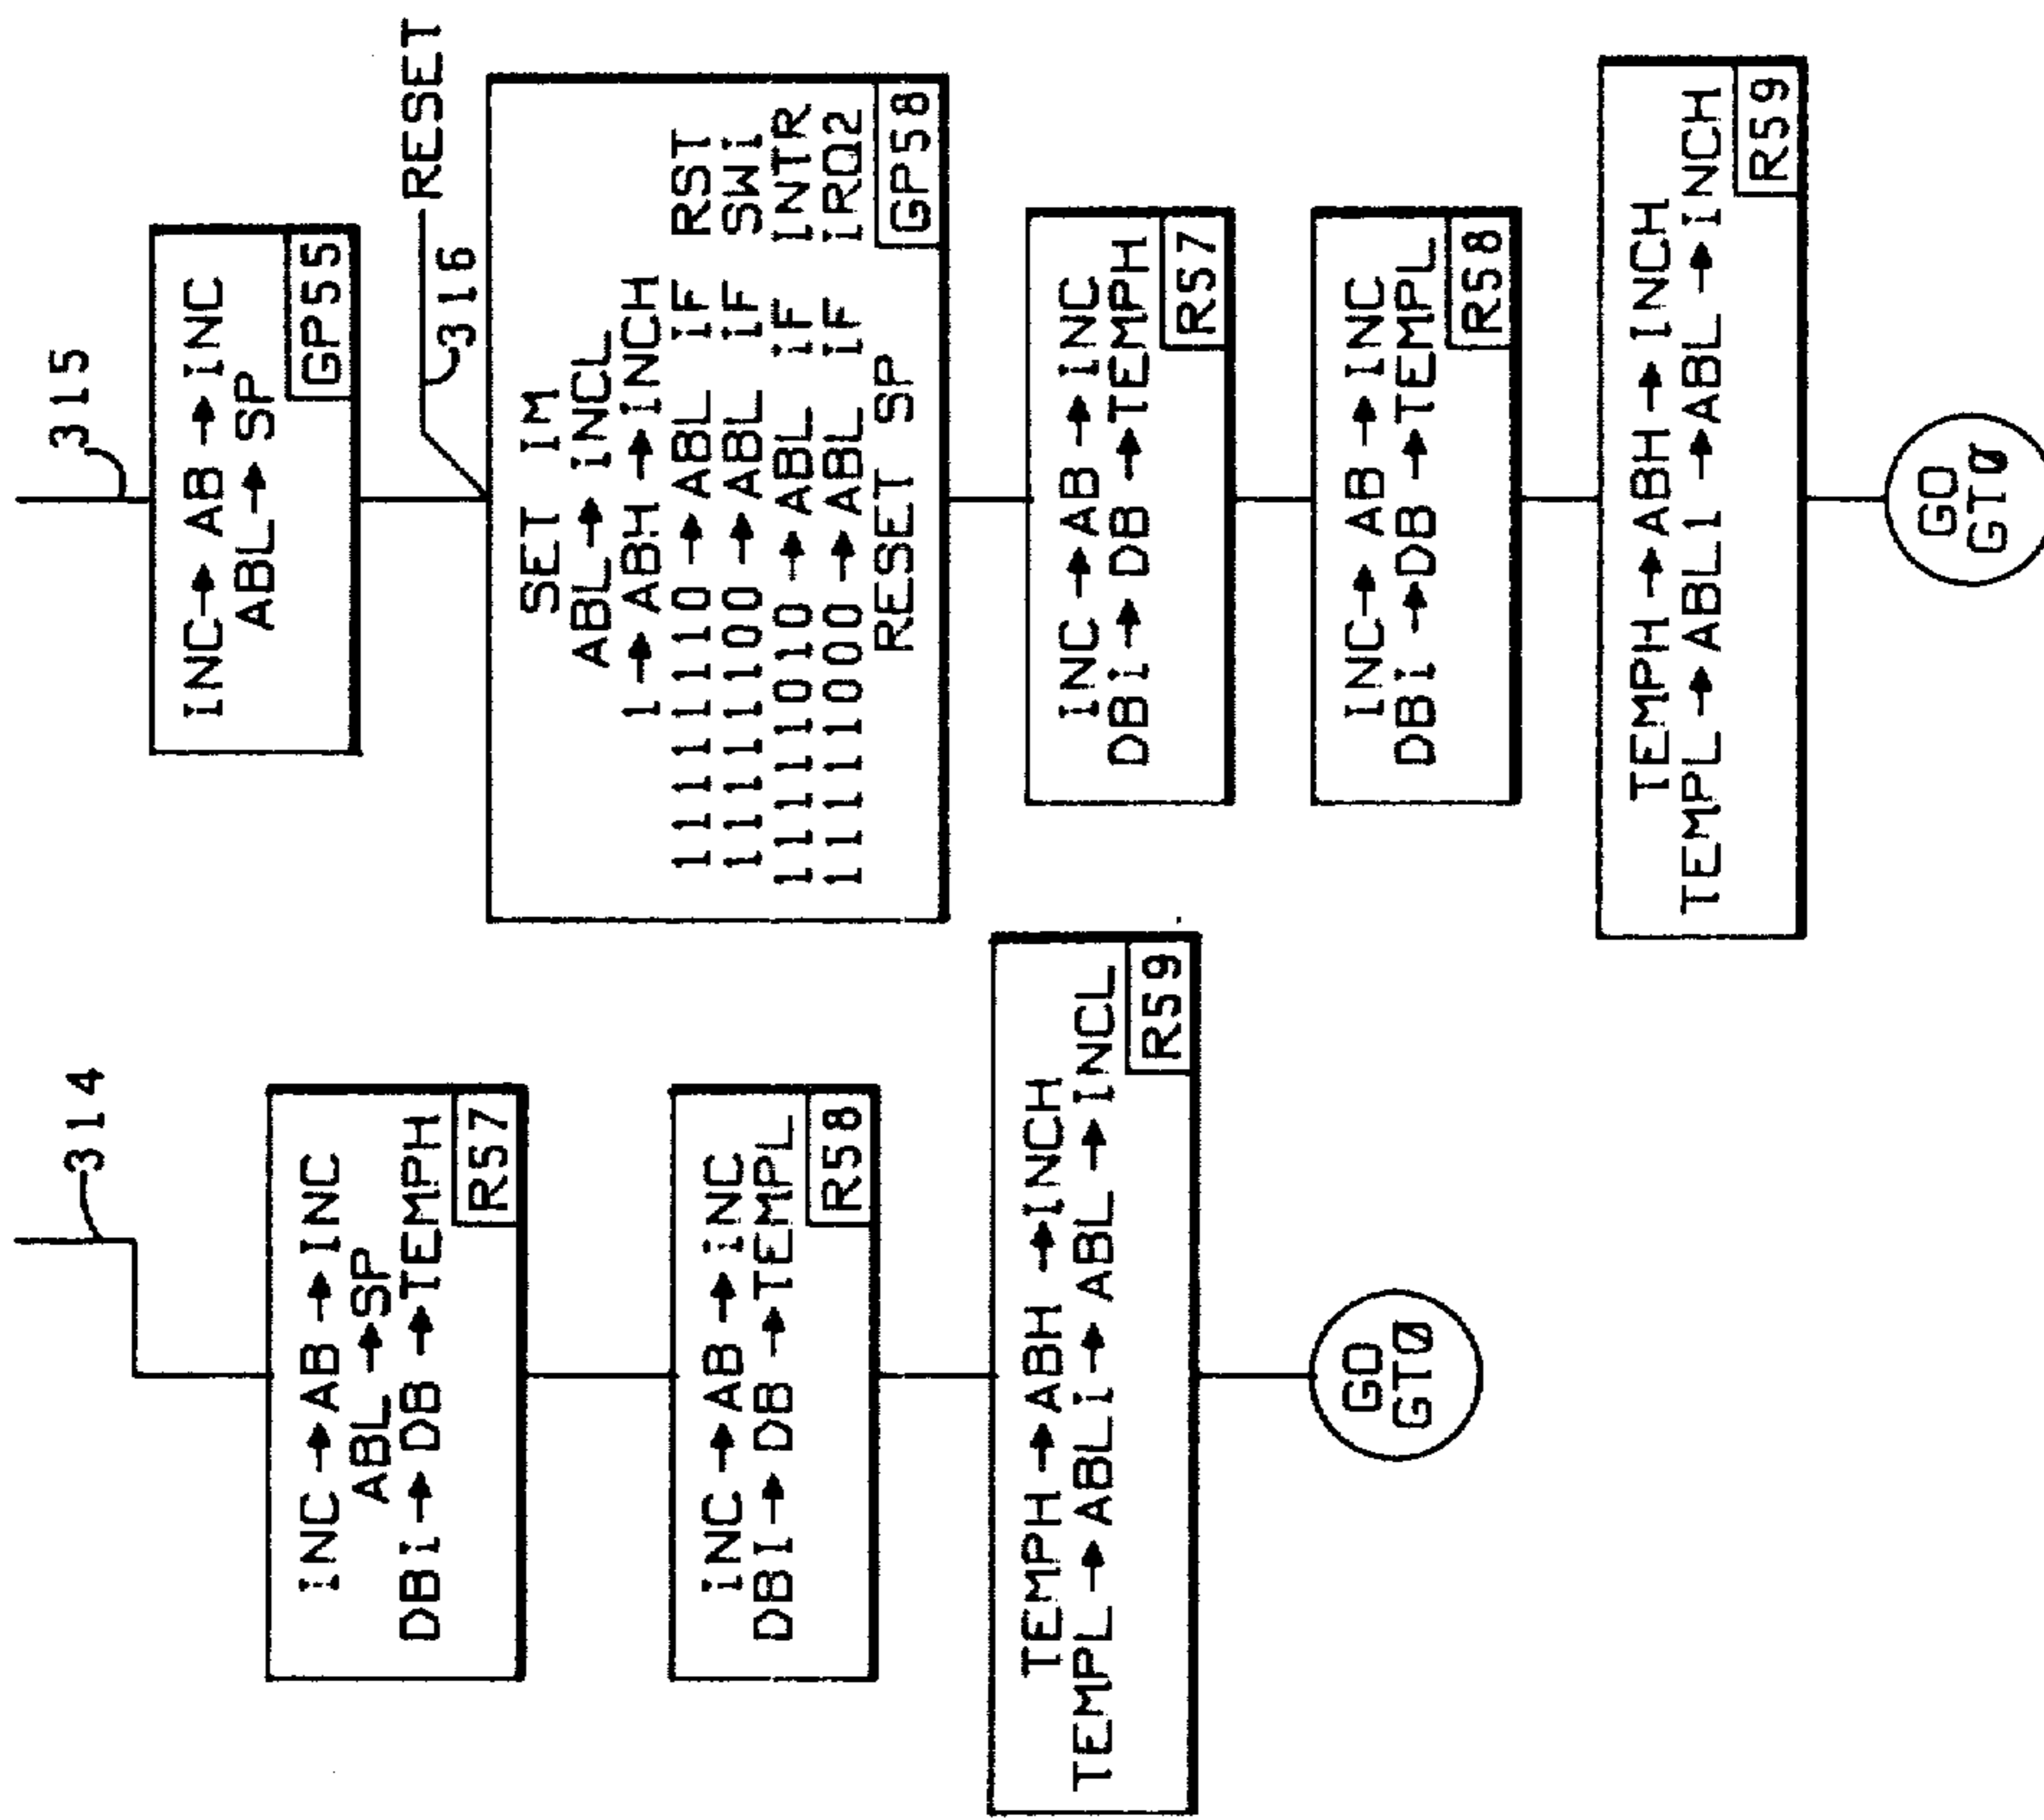 314
INC→AB→INC
ABL→SP
DBI→DB→TEMPH
R57
INC→AB→INC
DBI→DB→TEMPL
R58
TEMPH→ABH→INCH
TEMPL→ABLI→ABL→INCL
R59
GO
GTØ
315
INC→AB→INC
ABL→SP
GP55
RESET
316
SET IM
ABL→INCL
1→ABH→INCH
11111110→ABL IF RST
11111100→ABL IF SWI
11111010→ABL IF INTR
11111000→ABL IF IRQ2
RESET SP
GP58
INC→AB→INC
DBI→DB→TEMPH
R57
INC→AB→INC
DBI→DB→TEMPL
R58
TEMPH→ABH→INCH
TEMPL→ABL1→ABL→INCH
R59
GO
GTØ